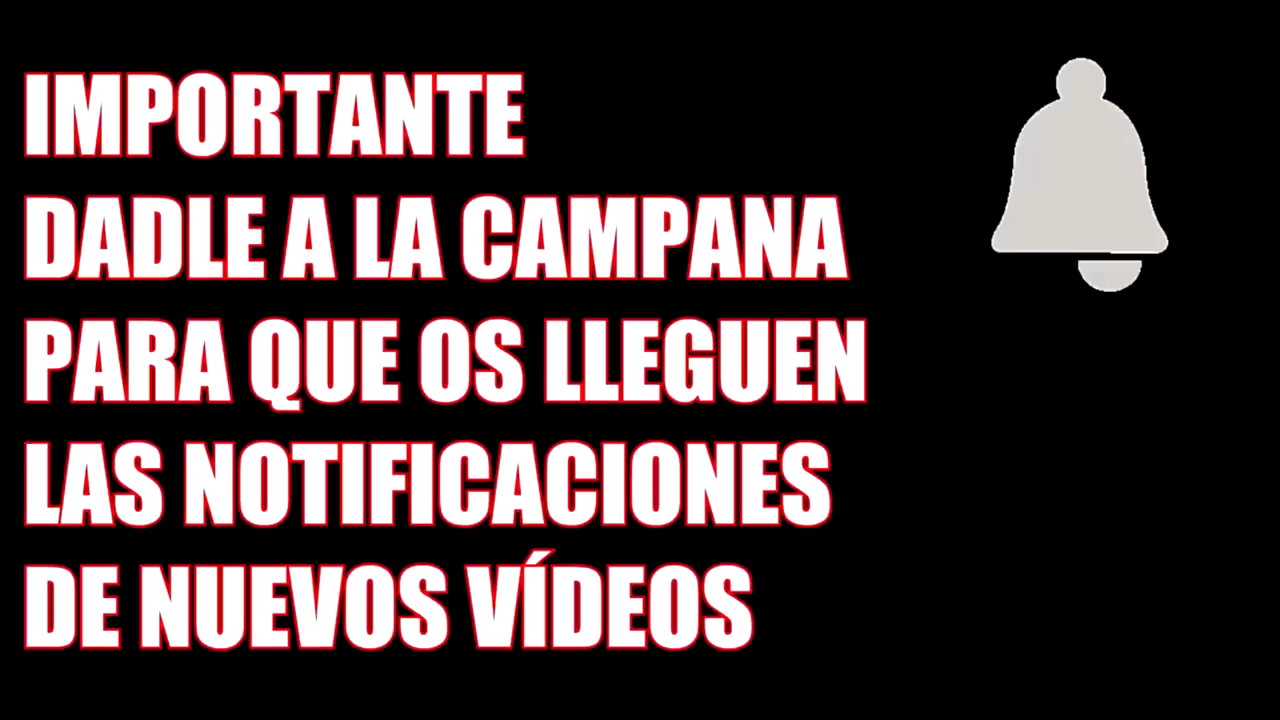 IMPORTANTE
DADLE A LA CAMPANA
PARA QUE OS LLEGUEN
LAS NOTIFICACIONES
DE NUEVOS VÍDEOS